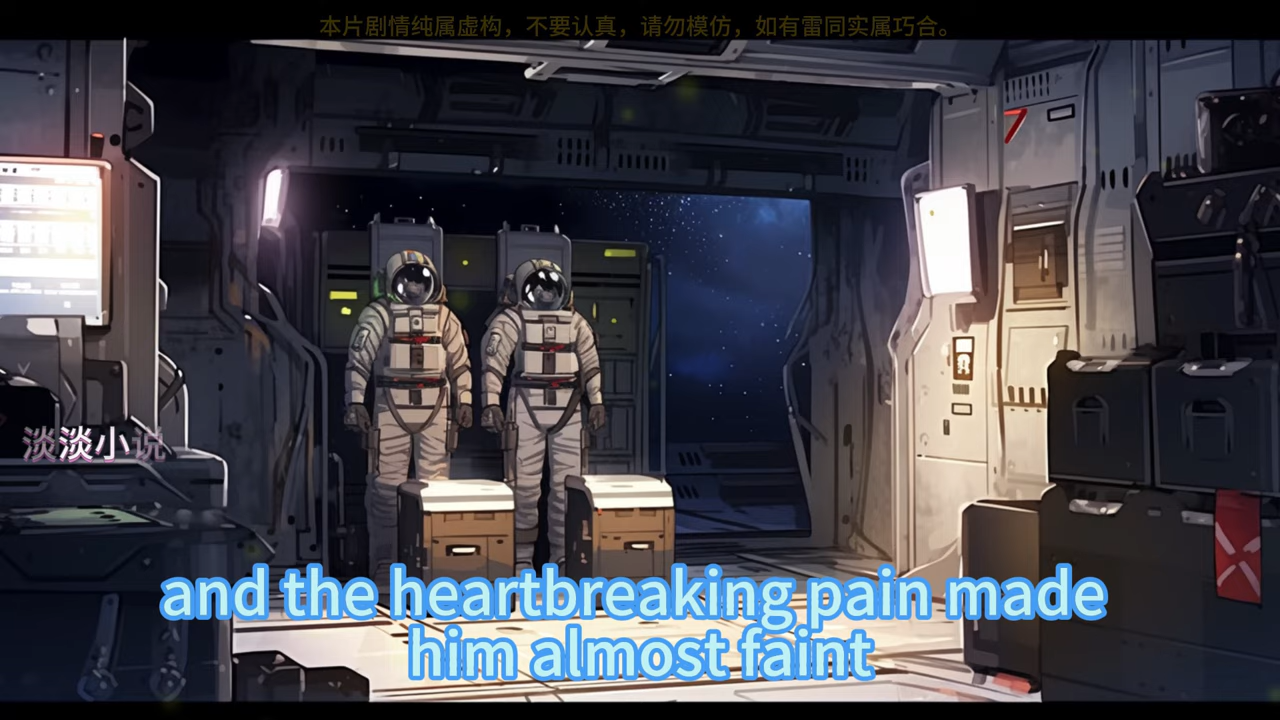 本片剧情纯属虚构，不要认真，请勿模仿，如有雷同实属巧合。
淡淡小说
and the heartbreaking pain made
him almost faint